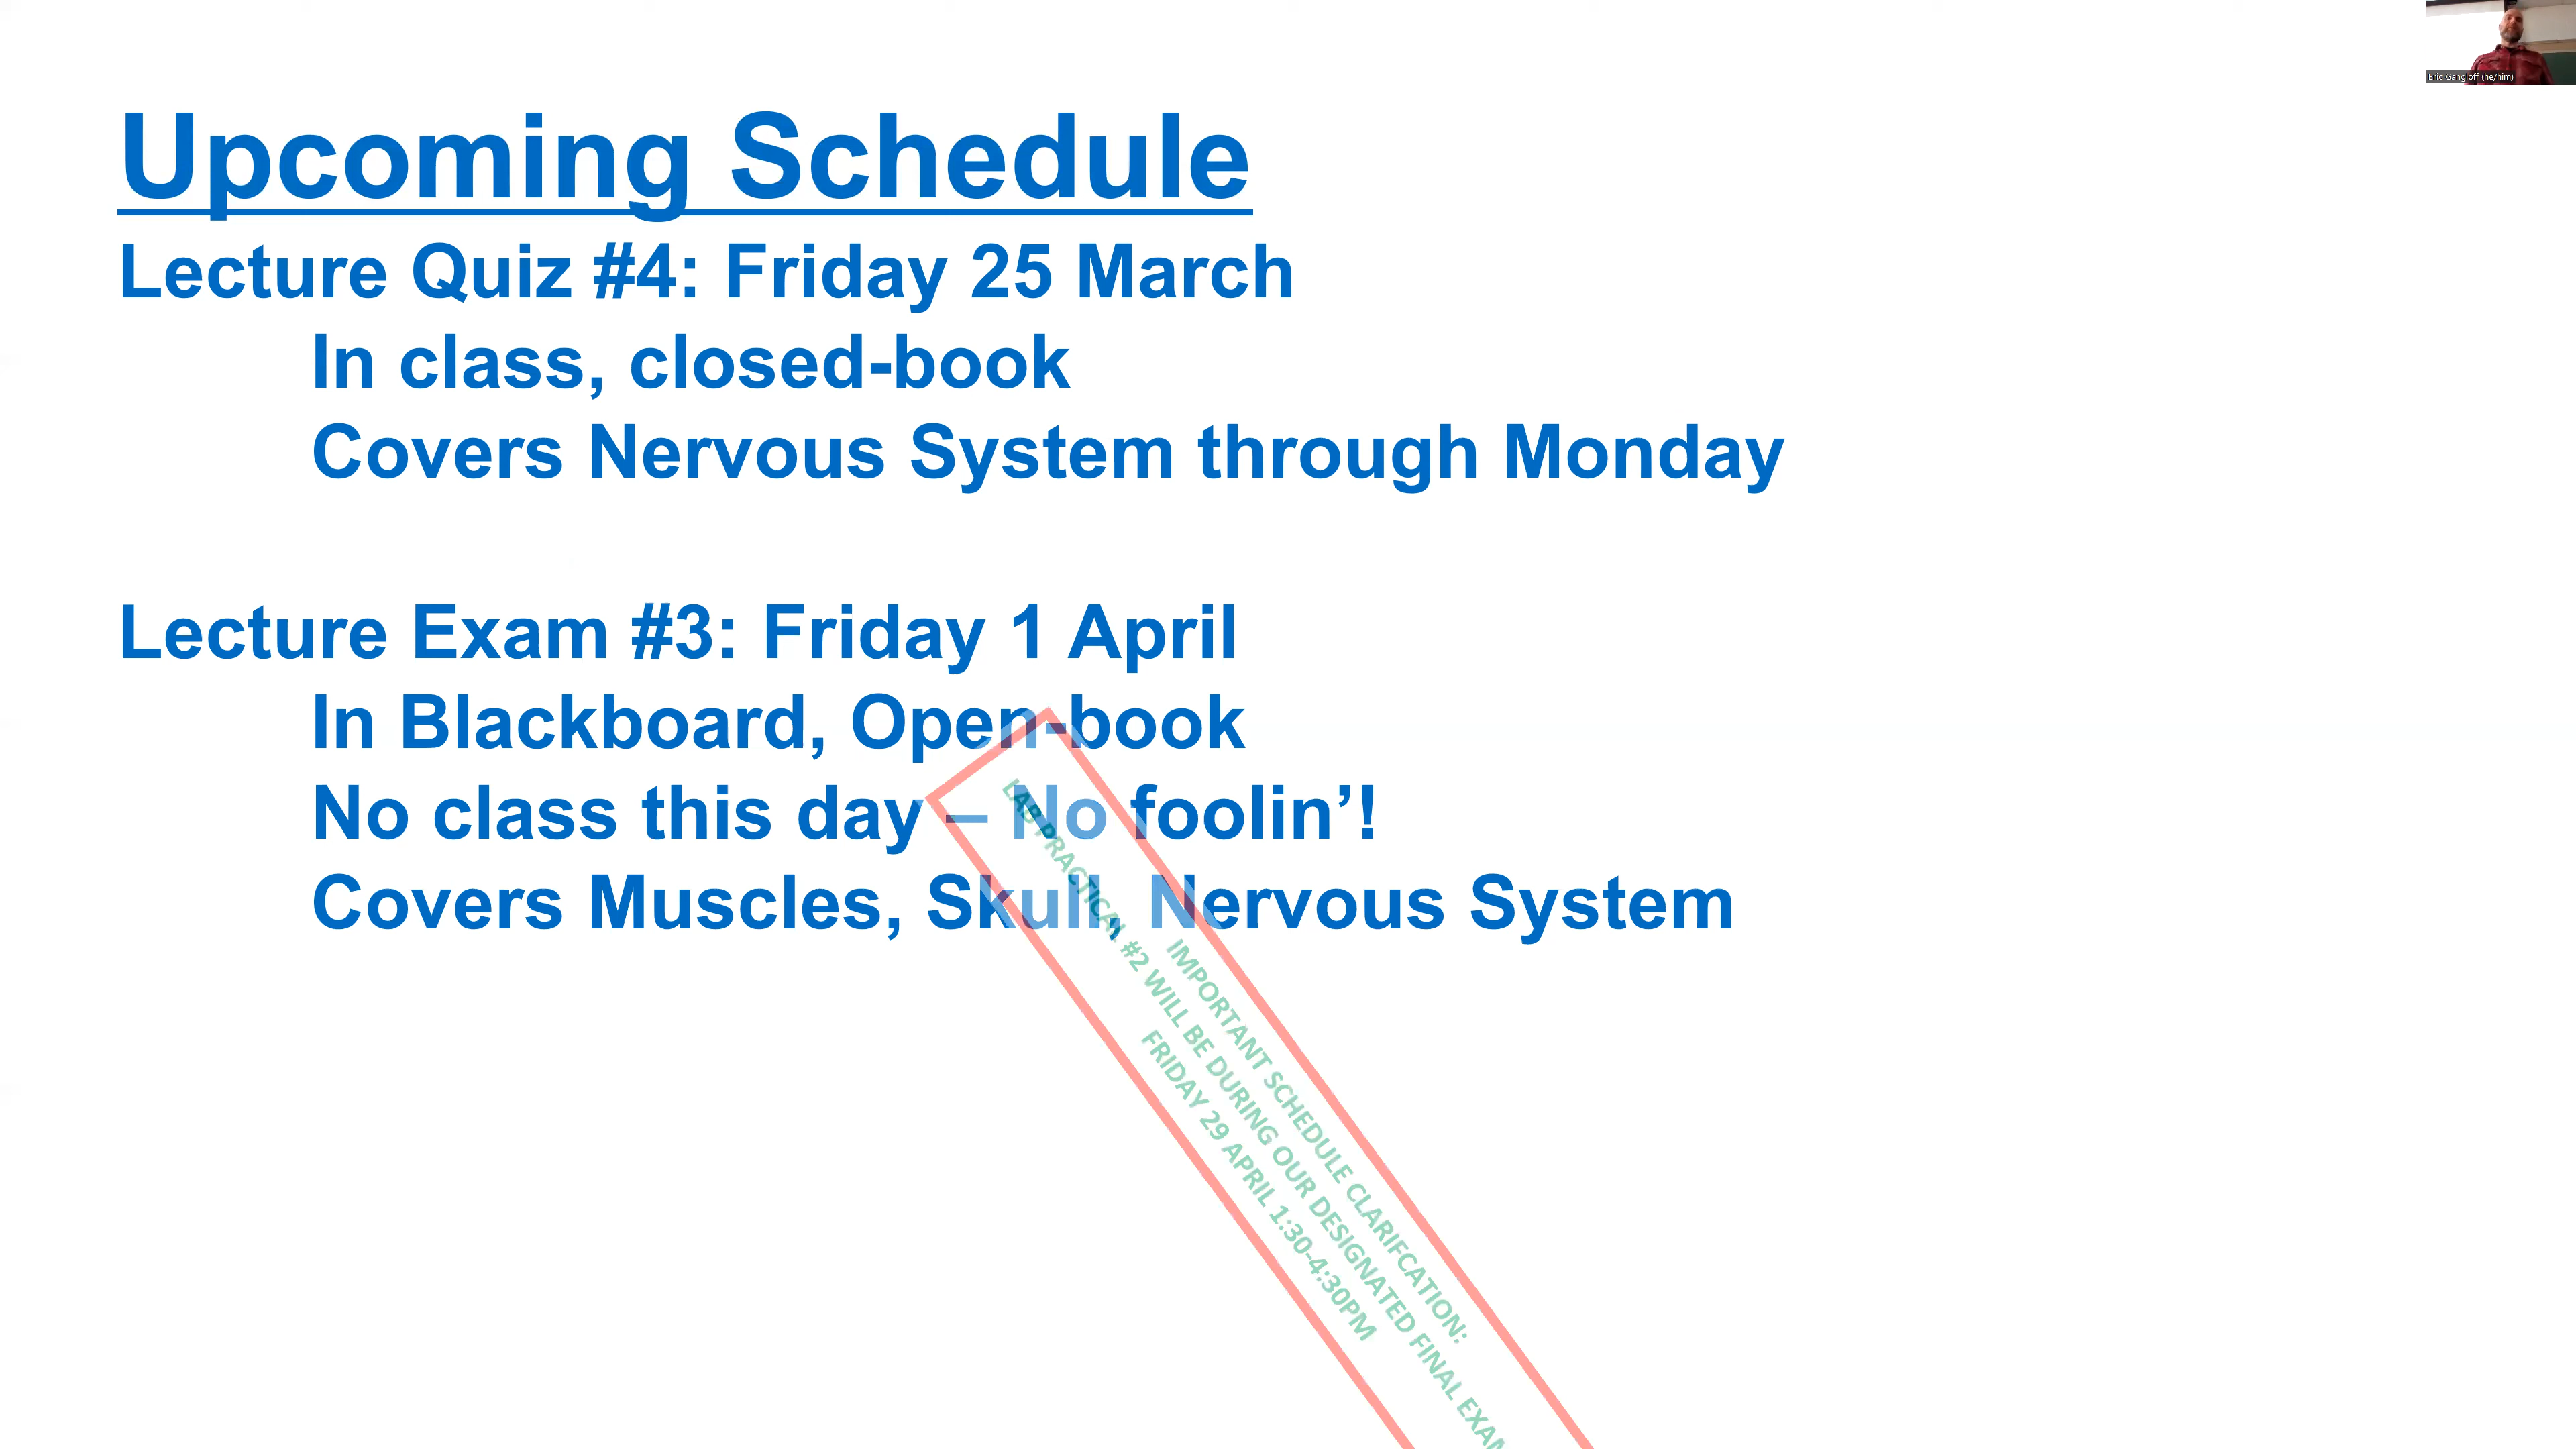 Eric Gangloff (he/him)
Upcoming Schedule
Lecture Quiz #4: Friday 25 March
In class, closed-book
Covers Nervous System through Monday
Lecture Exam #3: Friday 1 April
In Blackboard, Open-book
No class this day – No foolin’!
Covers Muscles, Skull, Nervous System
IMPORTANT SCHEDULE CLARIFCATION:
LAB PRACTICAL #2 WILL BE DURING OUR DESIGNATED FINAL EXAM
FRIDAY 29 APRIL 1:30-4:30PM